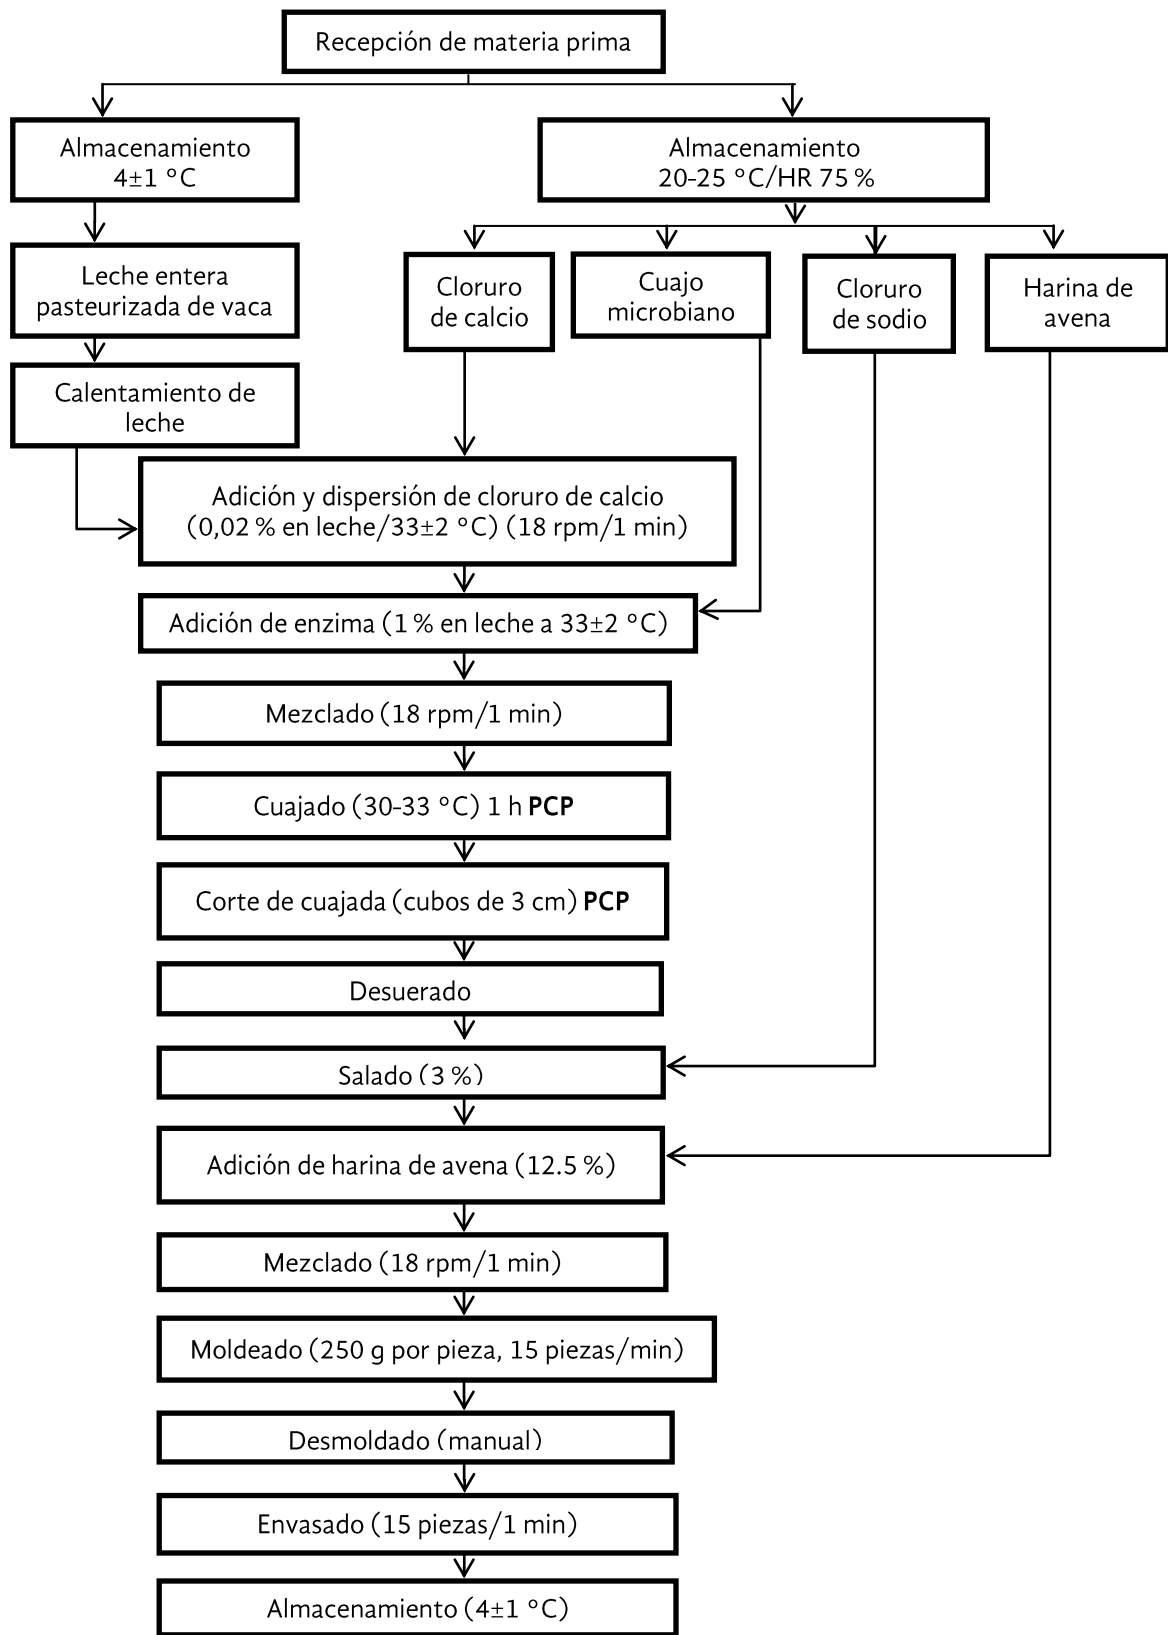 Recepción de materia prima
Almacenamiento
4±1 °C
Almacenamiento
20-25 °C/HR 75 %
Leche entera
pasteurizada de vaca
Cloruro
de calcio
Cuajo
microbiano
Cloruro
de sodio
Harina de
avena
Calentamiento de
leche
Adición y dispersión de cloruro de calcio
(0,02 % en leche/33±2 °C) (18 rpm/1 min)
Adición de enzima (1 % en leche a 33±2 °C)
Mezclado (18 rpm/1 min)
Cuajado (30-33 °C) 1 h PCP
Corte de cuajada (cubos de 3 cm) PCP
Desuerado
Salado (3 %)
Adición de harina de avena (12.5 %)
Mezclado (18 rpm/1 min)
Moldeado (250 g por pieza, 15 piezas/min)
Desmoldado (manual)
Envasado (15 piezas/1 min)
Almacenamiento (4±1 °C)